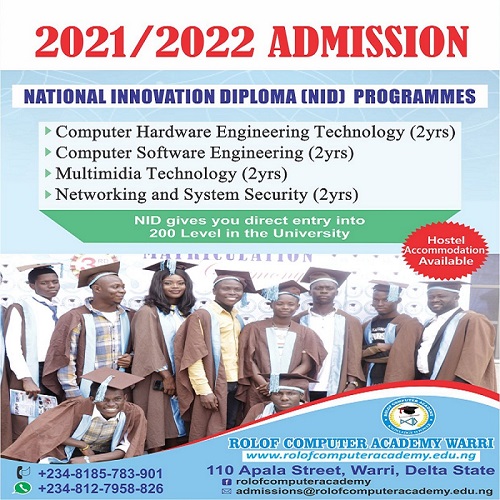 2021/2022 ADMISSION
NATIONAL INNOVATION DIPLOMA (NID) PROGRAMMES
Computer Hardware Engineering Technology (2yrs)
Computer Software Engineering (2yrs)
Multimidia Technology (2yrs)
Networking and System Security (2yrs)
NID gives you direct entry into
200 Level in the University
Hostel
Accommodation
Available
MATRICULATION
ROLOF COMPUTER ACADEMY
ROLOF COMPUTER ACADEMY WARRI
www.rolofcomputeracademy.edu.ng
+234-8185-783-901
+234-812-7958-826
110 Apala Street, Warri, Delta State
rolofcomputeracademy
admissions@rolofcomputeracademy.edu.ng